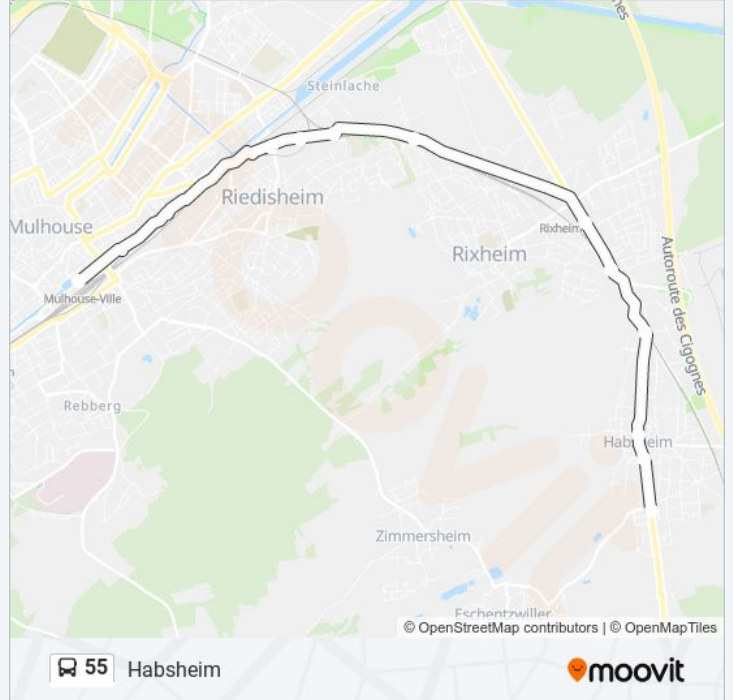 nes
Steinlache
Riedisheim
Mulhouse
Rixheim
Rixheim
Autoroute des Cigognes
Mulhouse-Ville
Rebberg
Habsheim
Zimmersheim
Eschentzwiller
© OpenStreetMap contributors | © OpenMapTiles
55 Habsheim
moovit